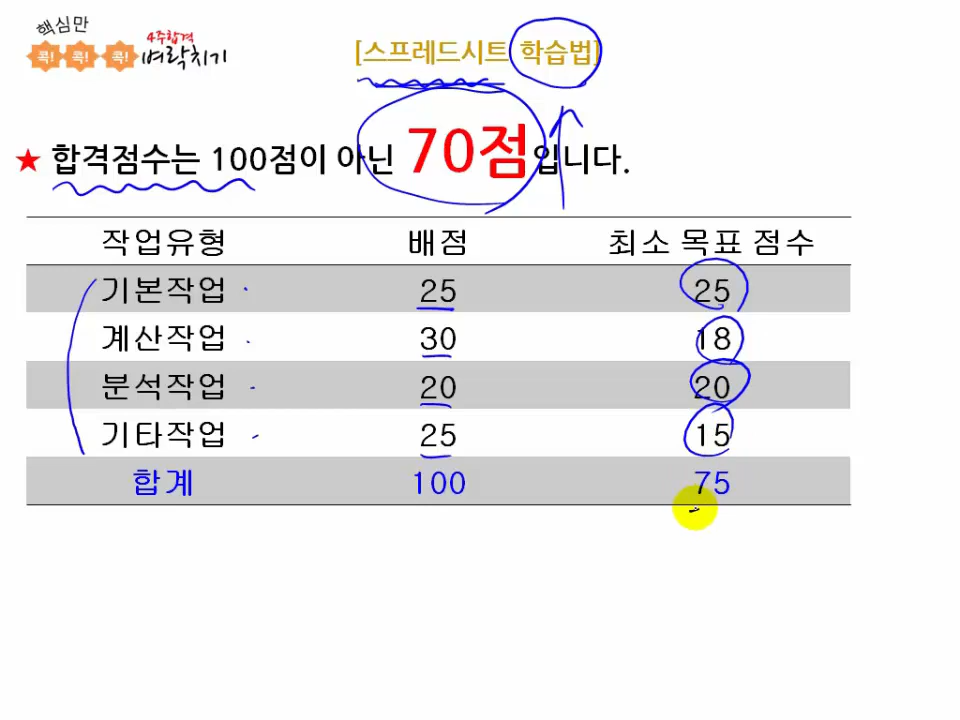 핵심만
콕! 콕! 콕! 4주합격 벼락치기
[스프레드시트 학습법]
★ 합격점수는 100점이 아닌 70점입니다.
작업유형 배점 최소 목표 점수
기본작업 25 25
계산작업 30 18
분석작업 20 20
기타작업 25 15
합계 100 75